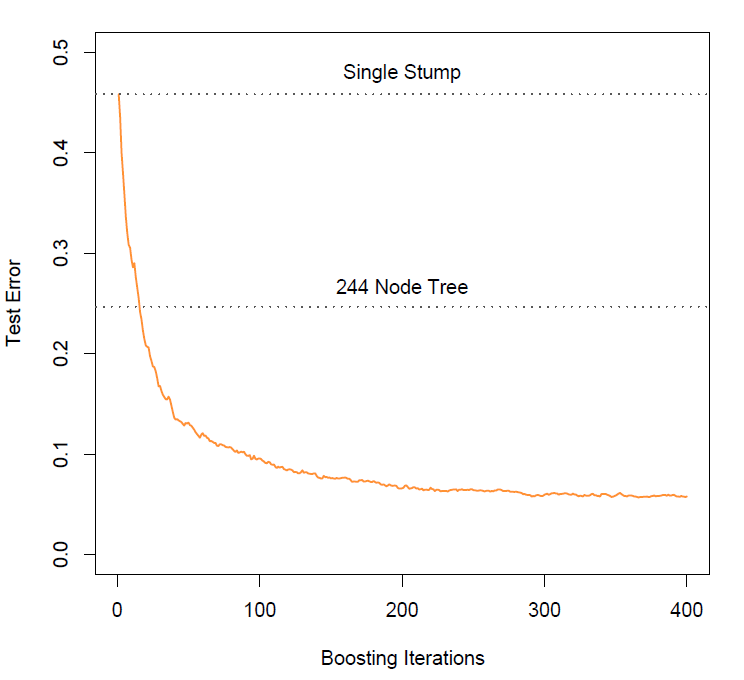 0.5
Single Stump
0.4
0.3
244 Node Tree
Test Error
0.2
0.1
0.0
0 100 200 300 400
Boosting Iterations